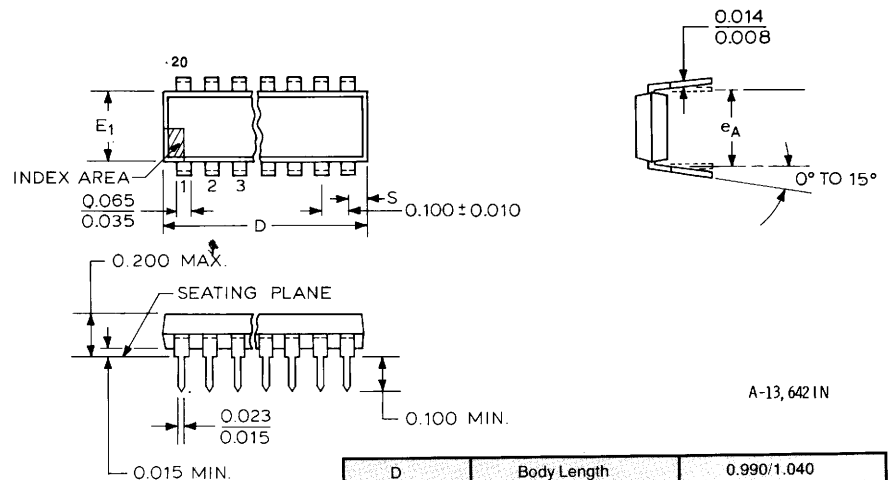 0.014
0.008
20
E1
eA
INDEX AREA
1 2 3
S
0° TO 15°
0.065
0.035
D
0.100 ± 0.010
0.200 MAX.
SEATING PLANE
A-13,642IN
0.100 MIN.
0.023
0.015
0.015 MIN.
D Body Length 0.990/1.040